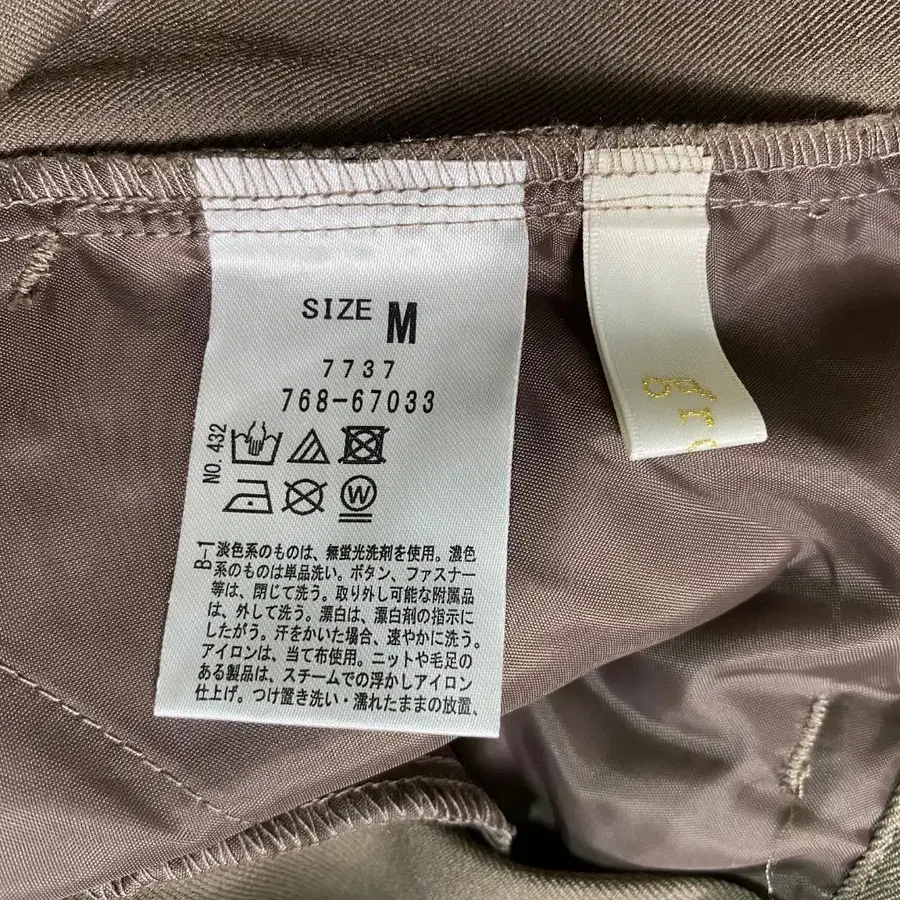 SIZE M
7737
768-67033
NO. 432
W
B-1
淡色系のものは、無蛍光洗剤を使用。濃色
系のものは単品洗い。ボタン、ファスナー
等は、閉じて洗う。取り外し可能な附属品
は、外して洗う。漂白は、漂白剤の指示に
したがう。汗をかいた場合、速やかに洗う。
アイロンは、当て布使用。ニットや毛足の
ある製品は、スチームでの浮かしアイロン
仕上げ。つけ置き洗い・濡れたままの放置、